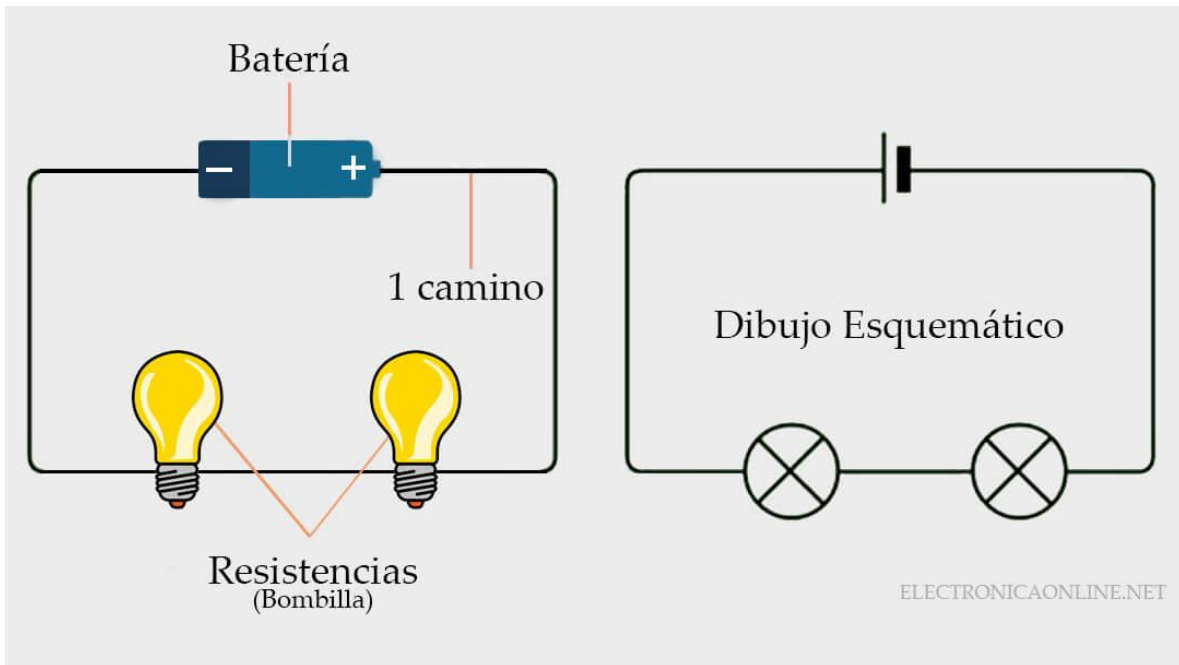 Batería
− +
1 camino
Resistencias
(Bombilla)
Dibujo Esquemático
ELECTRONICAONLINE.NET